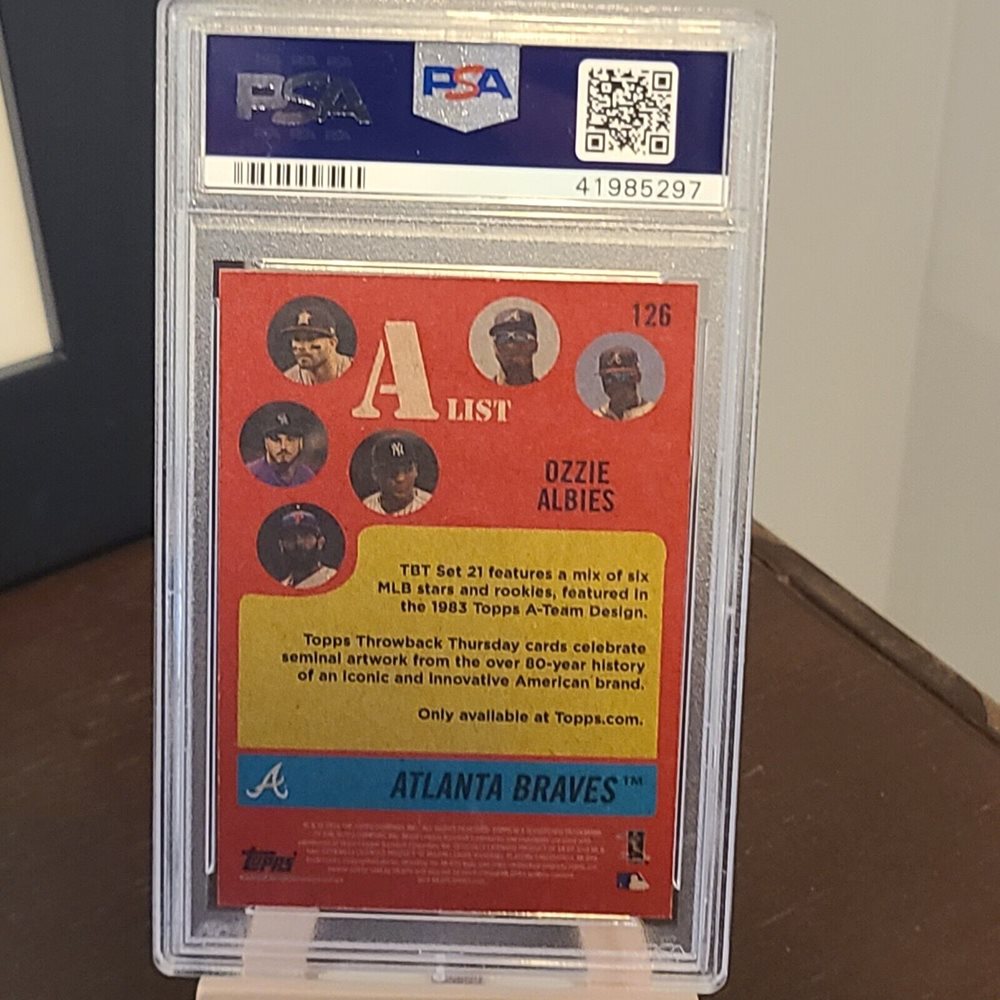 PSA
PSA
41985297
126
A LIST
OZZIE
ALBIES
TBT Set 21 features a mix of six
MLB stars and rookies, featured in
the 1983 Topps A-Team Design.
Topps Throwback Thursday cards celebrate
seminal artwork from the over 80-year history
of an iconic and innovative American brand.
Only available at Topps.com.
ATLANTA BRAVES™
TOPPS